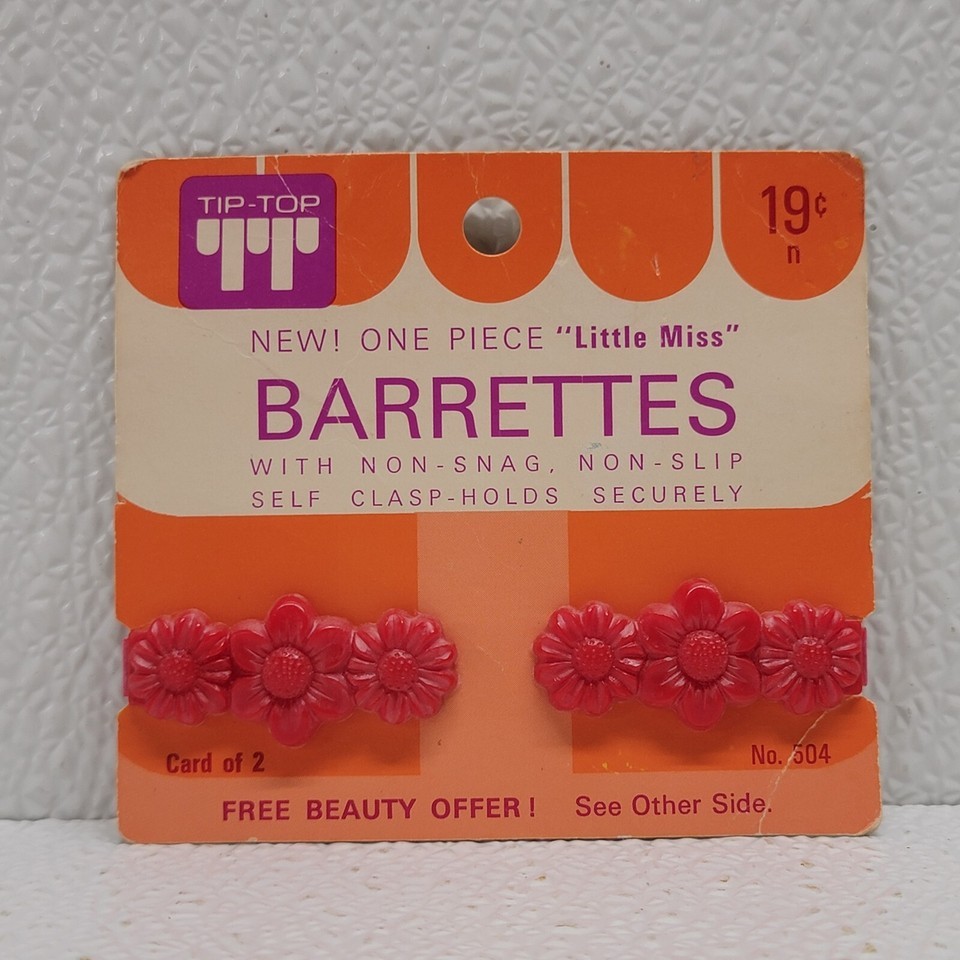 TIP-TOP
19¢
n
NEW! ONE PIECE "Little Miss"
BARRETTES
WITH NON-SNAG, NON-SLIP
SELF CLASP-HOLDS SECURELY
Card of 2
No. 504
FREE BEAUTY OFFER! See Other Side.